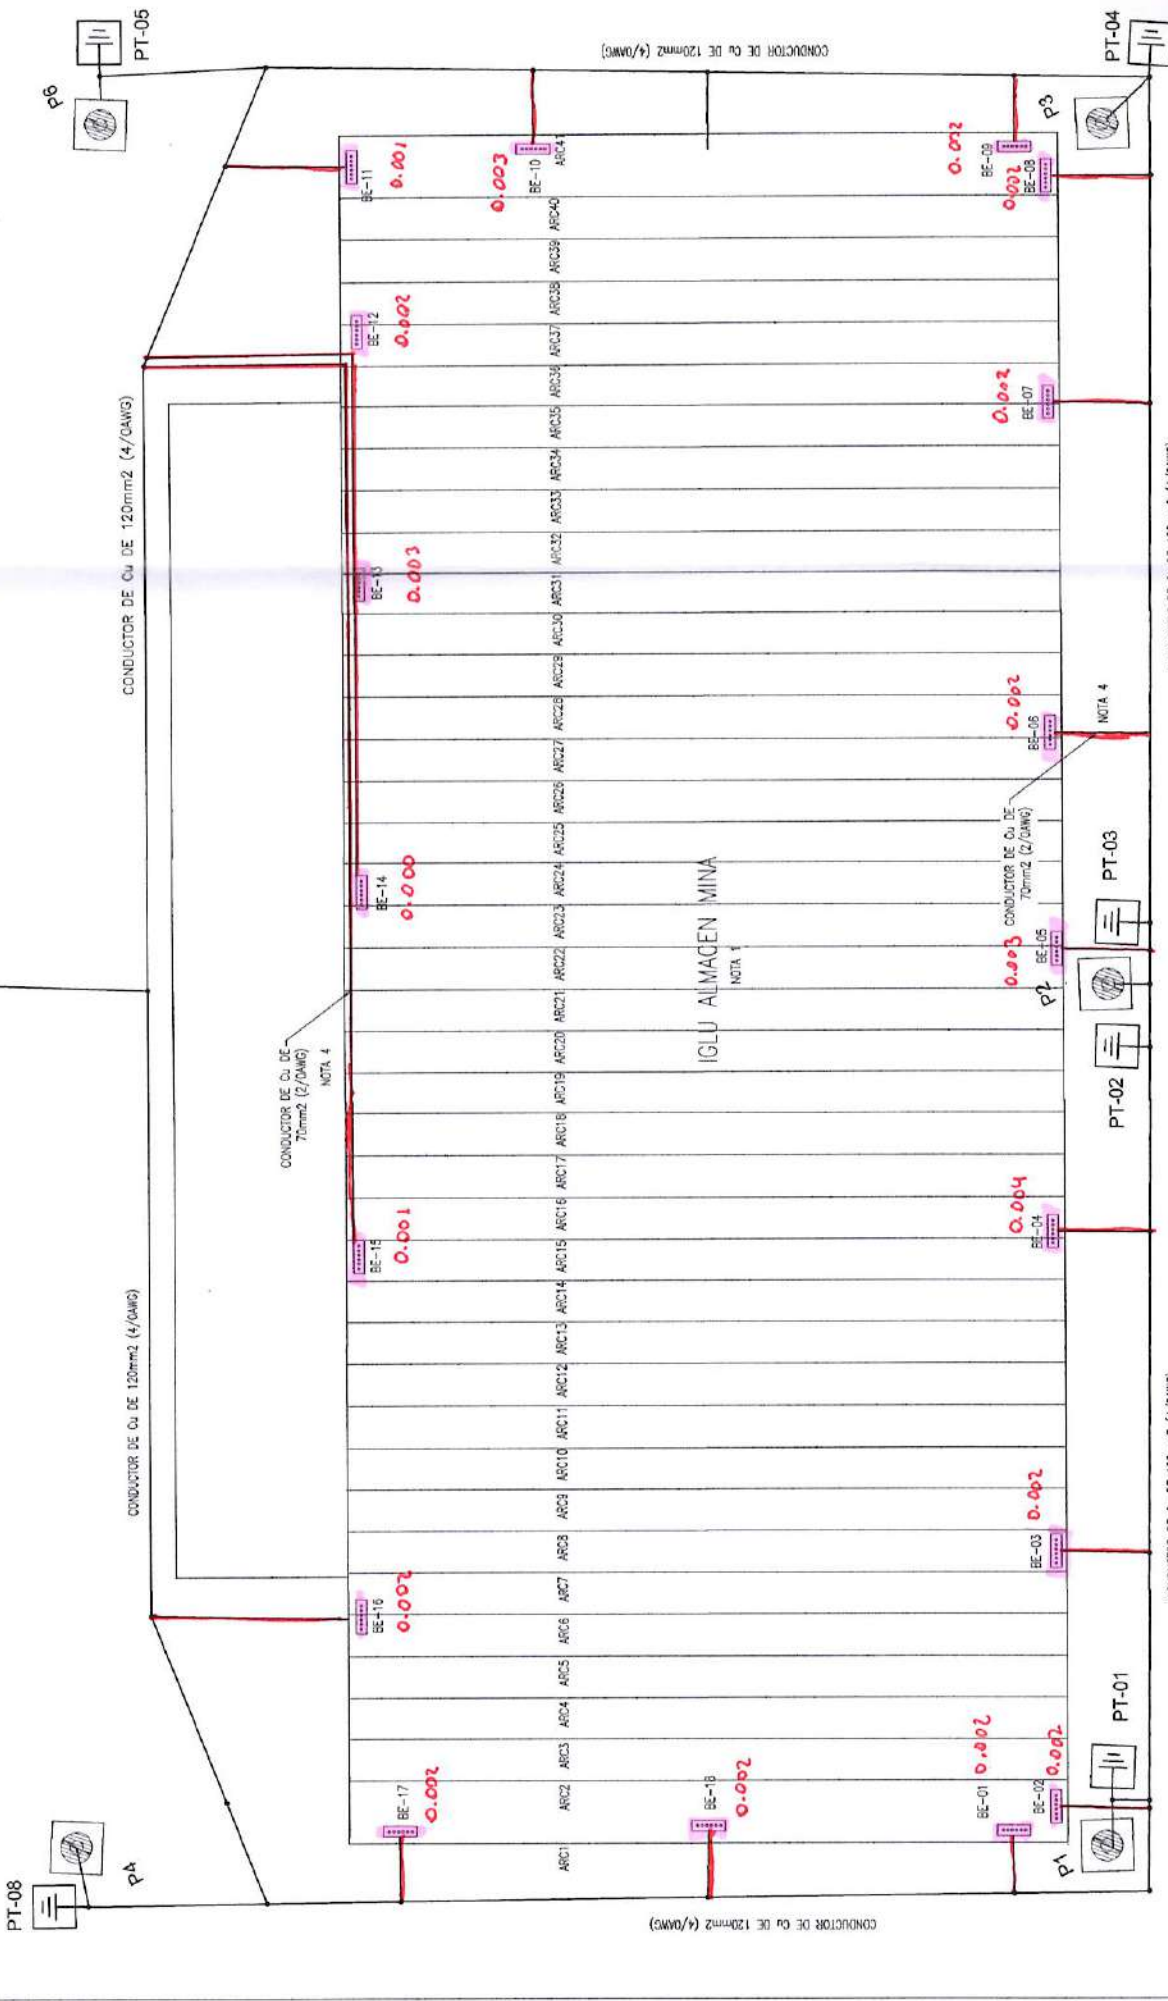 PT-08
P4
CONDUCTOR DE Cu DE 120mm2 (4/0AWG)
CONDUCTOR DE Cu DE 120mm2 (4/0AWG)
P6
PT-05
CONDUCTOR DE Cu DE
70mm2 (2/0AWG)
NOTA 4
BE-17
0.002
BE-16
0.002
BE-15
0.001
BE-14
0.000
BE-13
0.003
BE-12
0.002
BE-11
0.001
CONDUCTOR DE Cu DE 120mm2 (4/0AWG)
ARC1
ARC2
ARC3
ARC4
ARC5
ARC6
ARC7
ARC8
ARC9
ARC10
ARC11
ARC12
ARC13
ARC14
ARC15
ARC16
ARC17
ARC18
ARC19
ARC20
ARC21
ARC22
ARC23
ARC24
ARC25
ARC26
ARC27
ARC28
ARC29
ARC30
ARC31
ARC32
ARC33
ARC34
ARC35
ARC36
ARC37
ARC38
ARC39
ARC40
ARC41
BE-10
0.003
CONDUCTOR DE Cu DE 120mm2 (4/0AWG)
BE-18
0.002
IGLU ALMACEN MINA
NOTA 1
BE-01
0.002
BE-02
0.002
BE-03
0.002
BE-04
0.004
BE-05
0.003
CONDUCTOR DE Cu DE
70mm2 (2/0AWG)
BE-06
0.002
NOTA 4
BE-07
0.002
BE-08
0.002
BE-09
0.002
P1
PT-01
PT-02
P2
PT-03
P3
PT-04